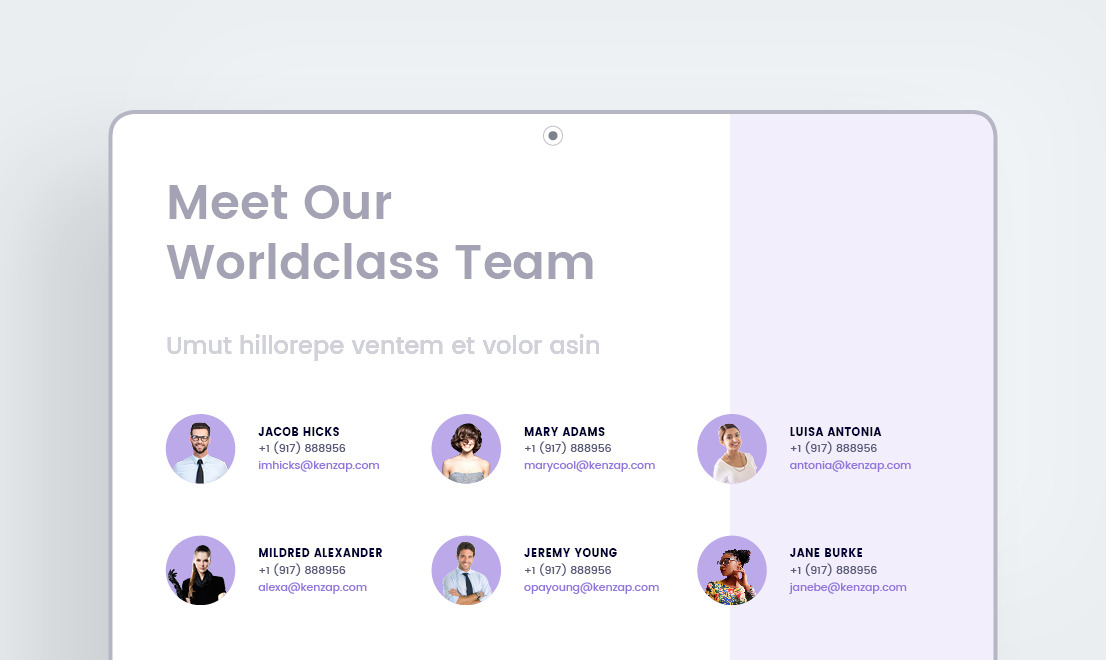 Meet Our
Worldclass Team
Umut hillorepe ventem et volor asin
JACOB HICKS
+1 (917) 888956
imhicks@kenzap.com
MARY ADAMS
+1 (917) 888956
marycool@kenzap.com
LUISA ANTONIA
+1 (917) 888956
antonia@kenzap.com
MILDRED ALEXANDER
+1 (917) 888956
alexa@kenzap.com
JEREMY YOUNG
+1 (917) 888956
opayoung@kenzap.com
JANE BURKE
+1 (917) 888956
janebe@kenzap.com